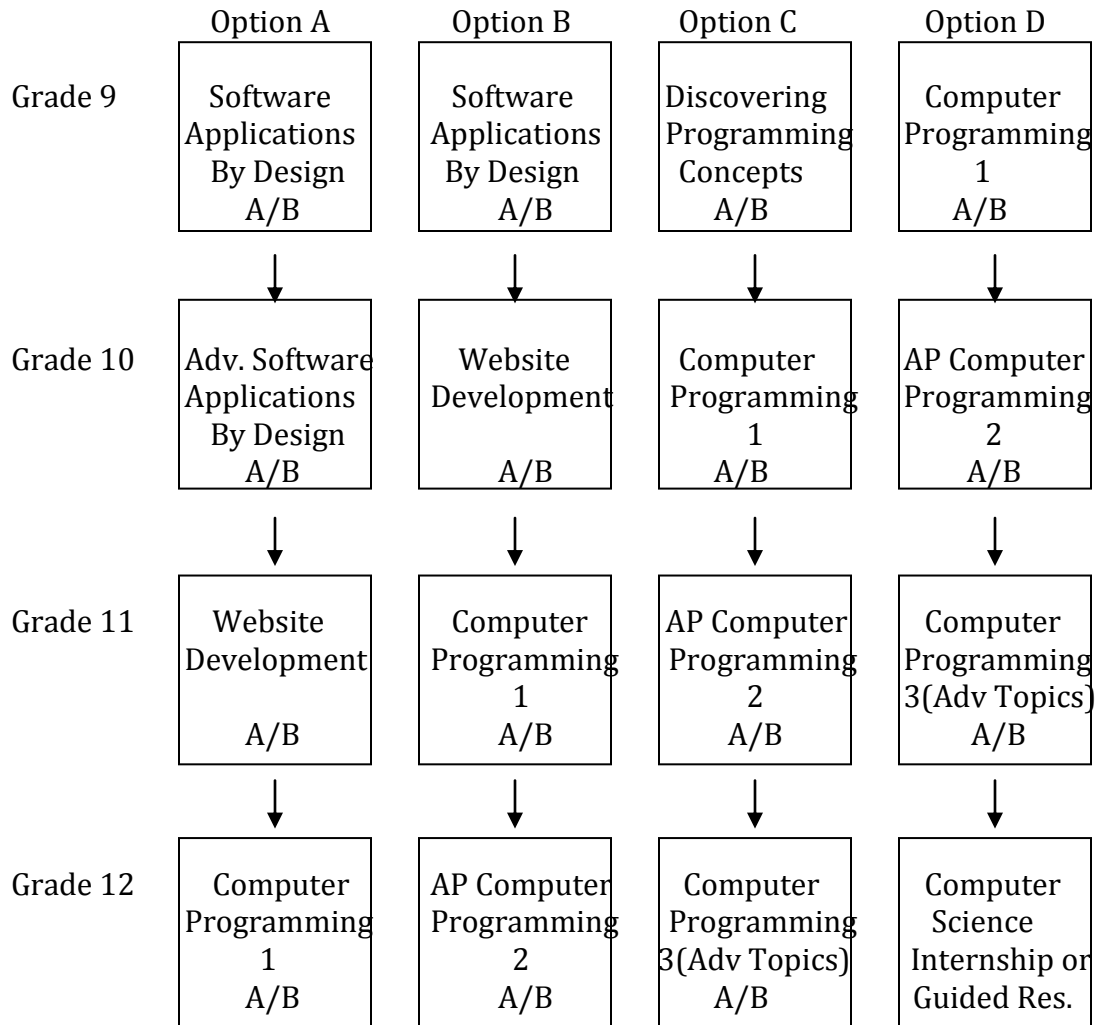 Option A Option B Option C Option D
Grade 9
Software
Applications
By Design
A/B
Software
Applications
By Design
A/B
Discovering
Programming
Concepts
A/B
Computer
Programming
1
A/B
Grade 10
Adv. Software
Applications
By Design
A/B
Website
Development
A/B
Computer
Programming
1
A/B
AP Computer
Programming
2
A/B
Grade 11
Website
Development
A/B
Computer
Programming
1
A/B
AP Computer
Programming
2
A/B
Computer
Programming
3(Adv Topics)
A/B
Grade 12
Computer
Programming
1
A/B
AP Computer
Programming
2
A/B
Computer
Programming
3(Adv Topics)
A/B
Computer
Science
Internship or
Guided Res.